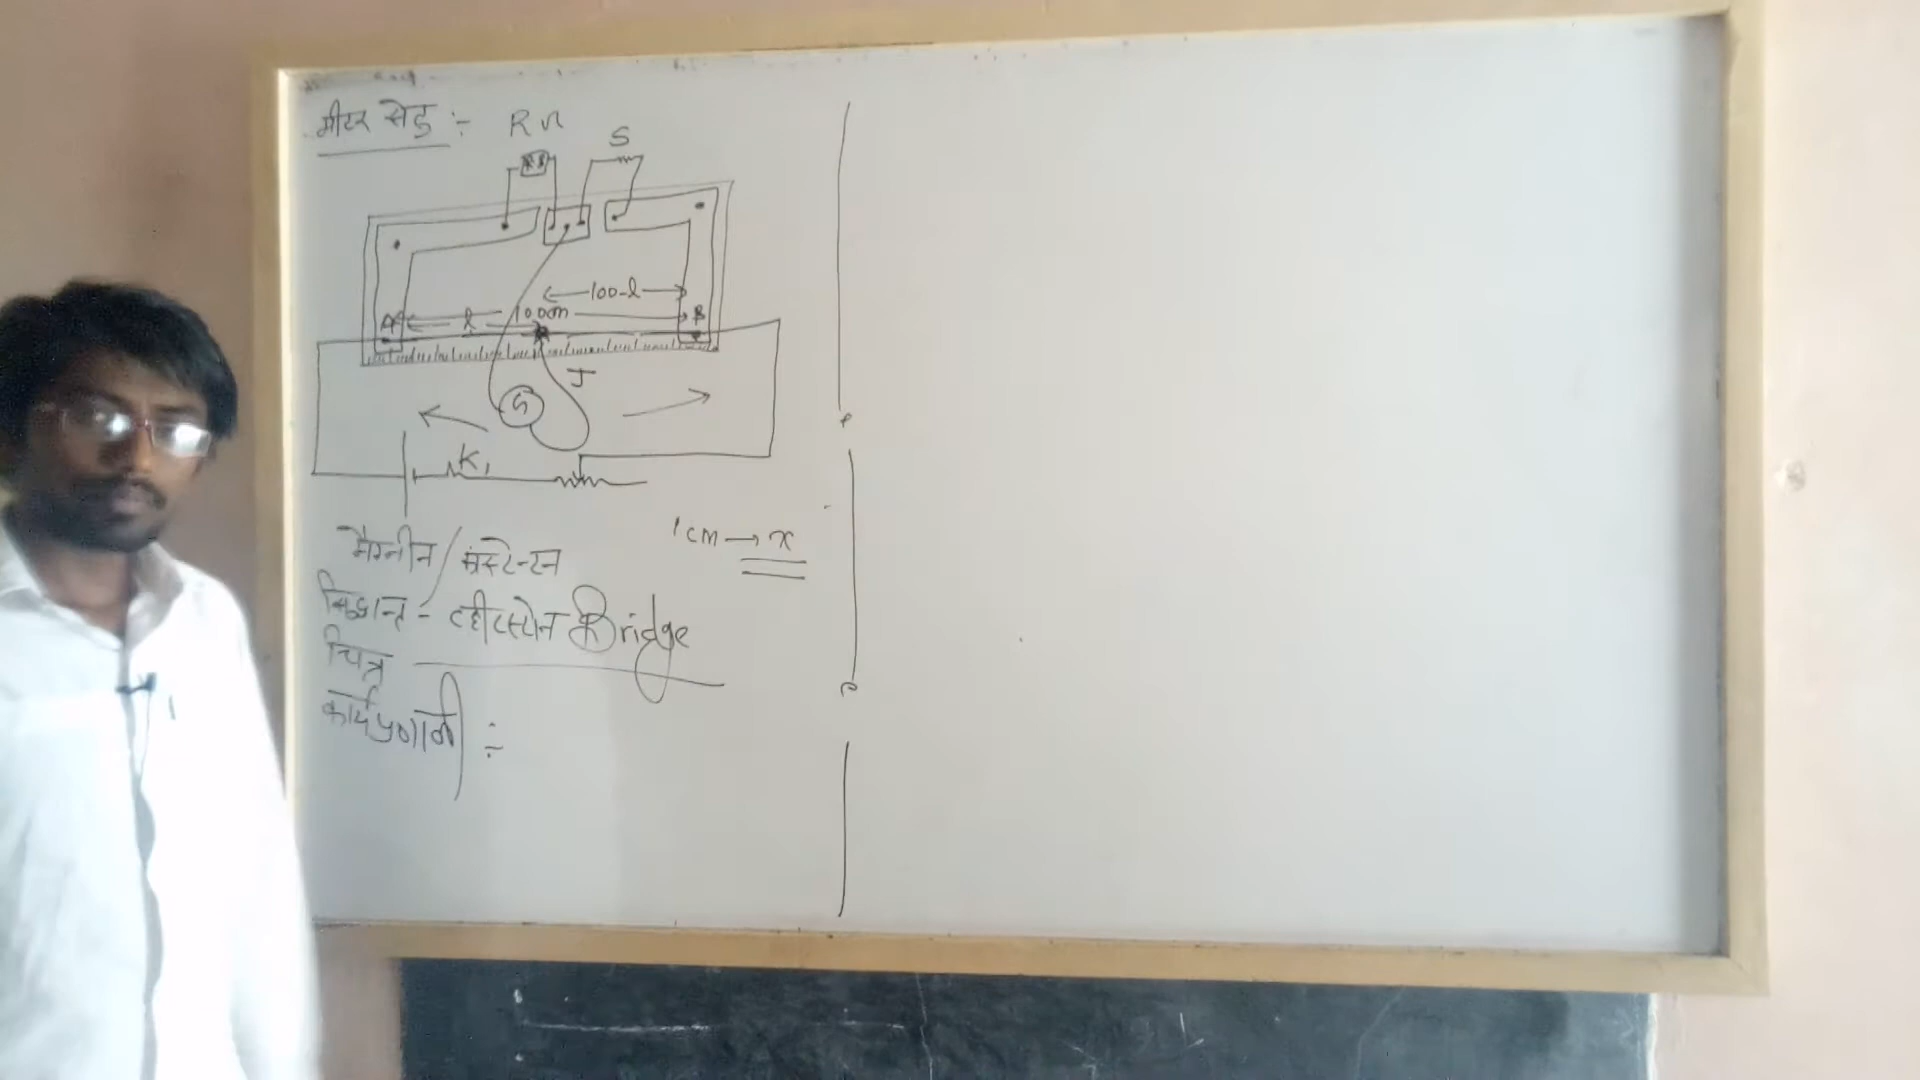 मीटर सेतु :-
R Ω
S
100-l
A l 100cm B
J
G
K₁
1cm → x
मैग्नीन / कांस्टेन्टन
सिद्धान्त - व्हीटस्टोन Bridge
चित्र
कार्यप्रणाली :-